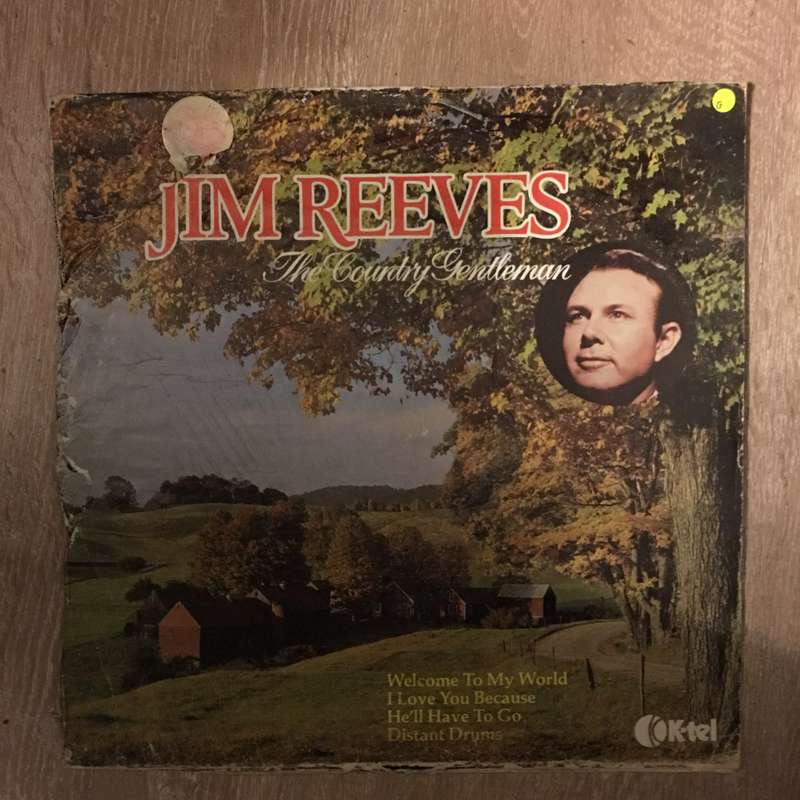 G
JIM REEVES
The Country Gentleman
Welcome To My World
I Love You Because
He'll Have To Go
Distant Drums
K-tel